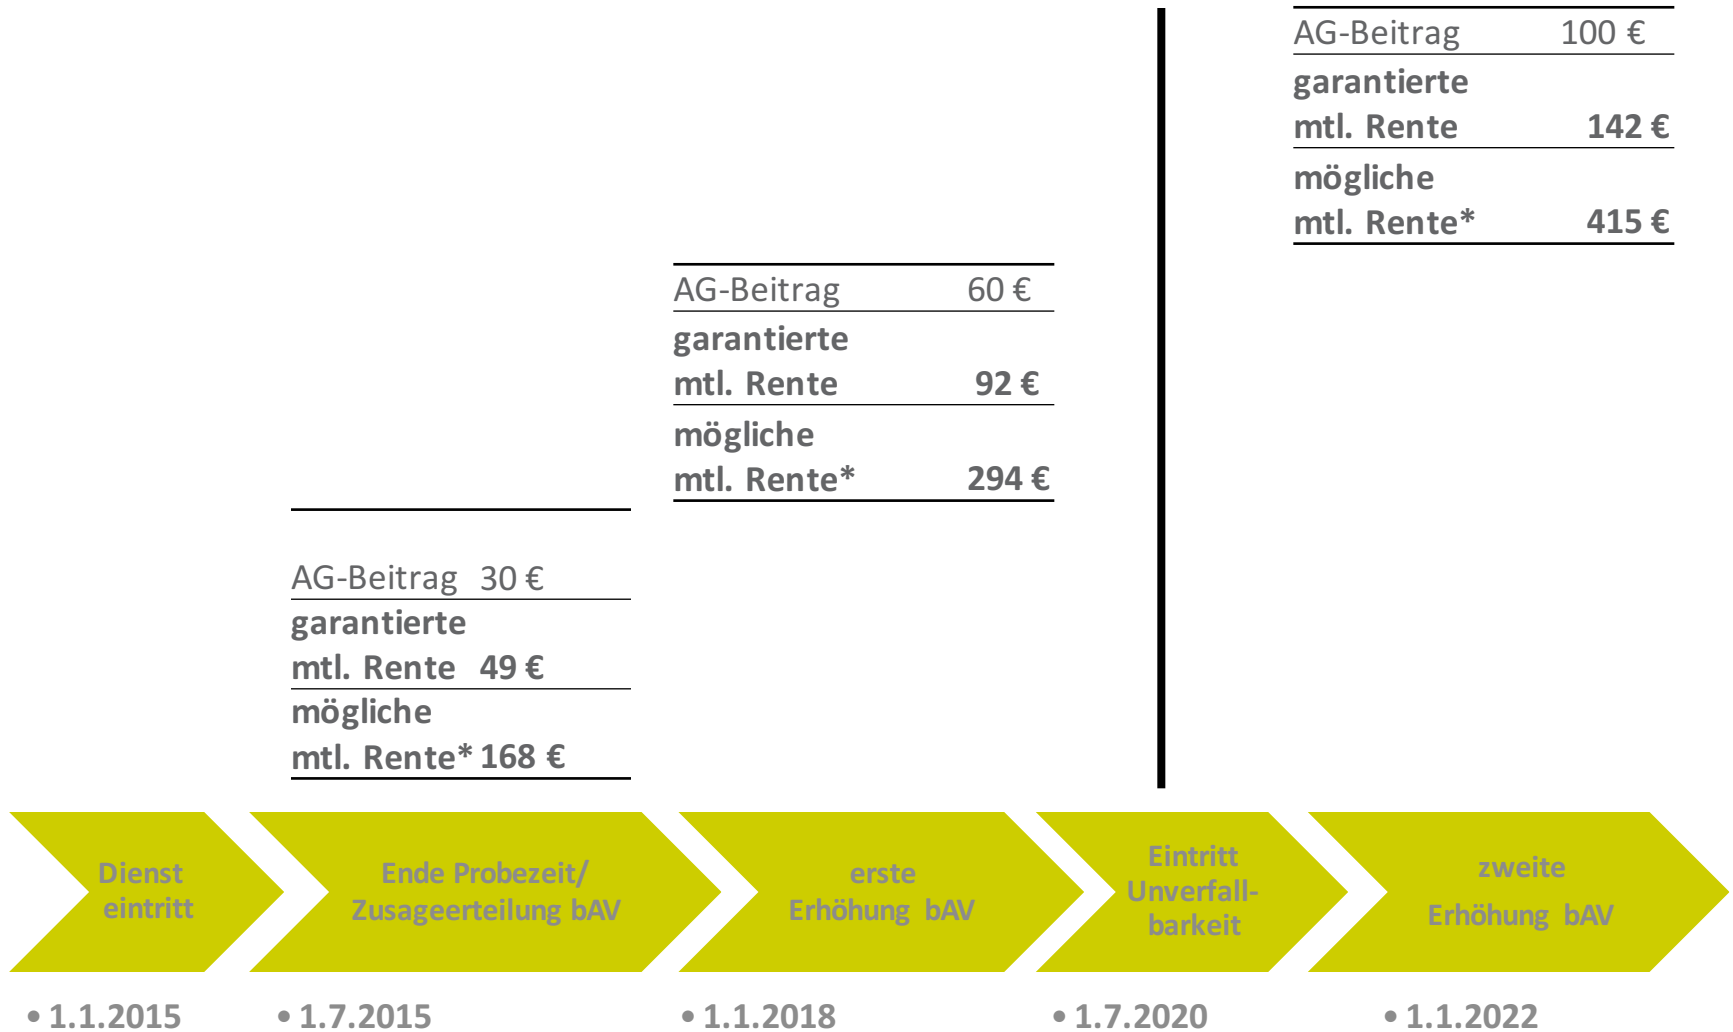 AG-Beitrag 100 €
garantierte
mtl. Rente 142 €
mögliche
mtl. Rente* 415 €
AG-Beitrag 60 €
garantierte
mtl. Rente 92 €
mögliche
mtl. Rente* 294 €
AG-Beitrag 30 €
garantierte
mtl. Rente 49 €
mögliche
mtl. Rente* 168 €
Dienst
eintritt
Ende Probezeit/
Zusageerteilung bAV
erste
Erhöhung bAV
Eintritt
Unverfall-
barkeit
zweite
Erhöhung bAV
• 1.1.2015
• 1.7.2015
• 1.1.2018
• 1.7.2020
• 1.1.2022